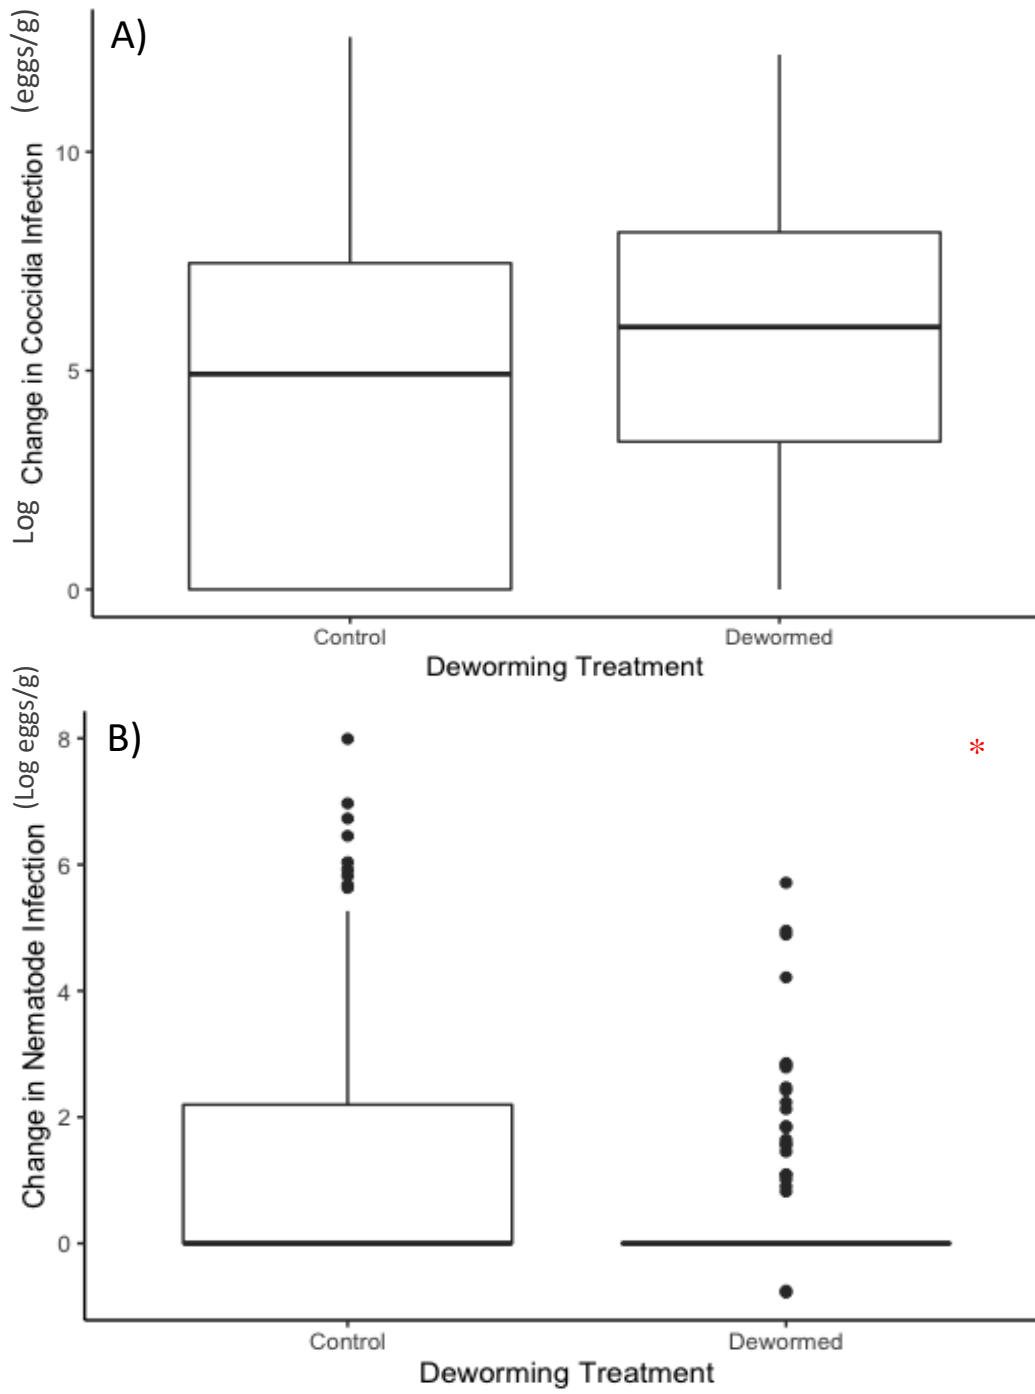 A)
Log Change in Coccidia Infection (eggs/g)
10
5
0
Control Dewormed
Deworming Treatment
B)
*
Change in Nematode Infection (Log eggs/g)
8
6
4
2
0
Control Dewormed
Deworming Treatment